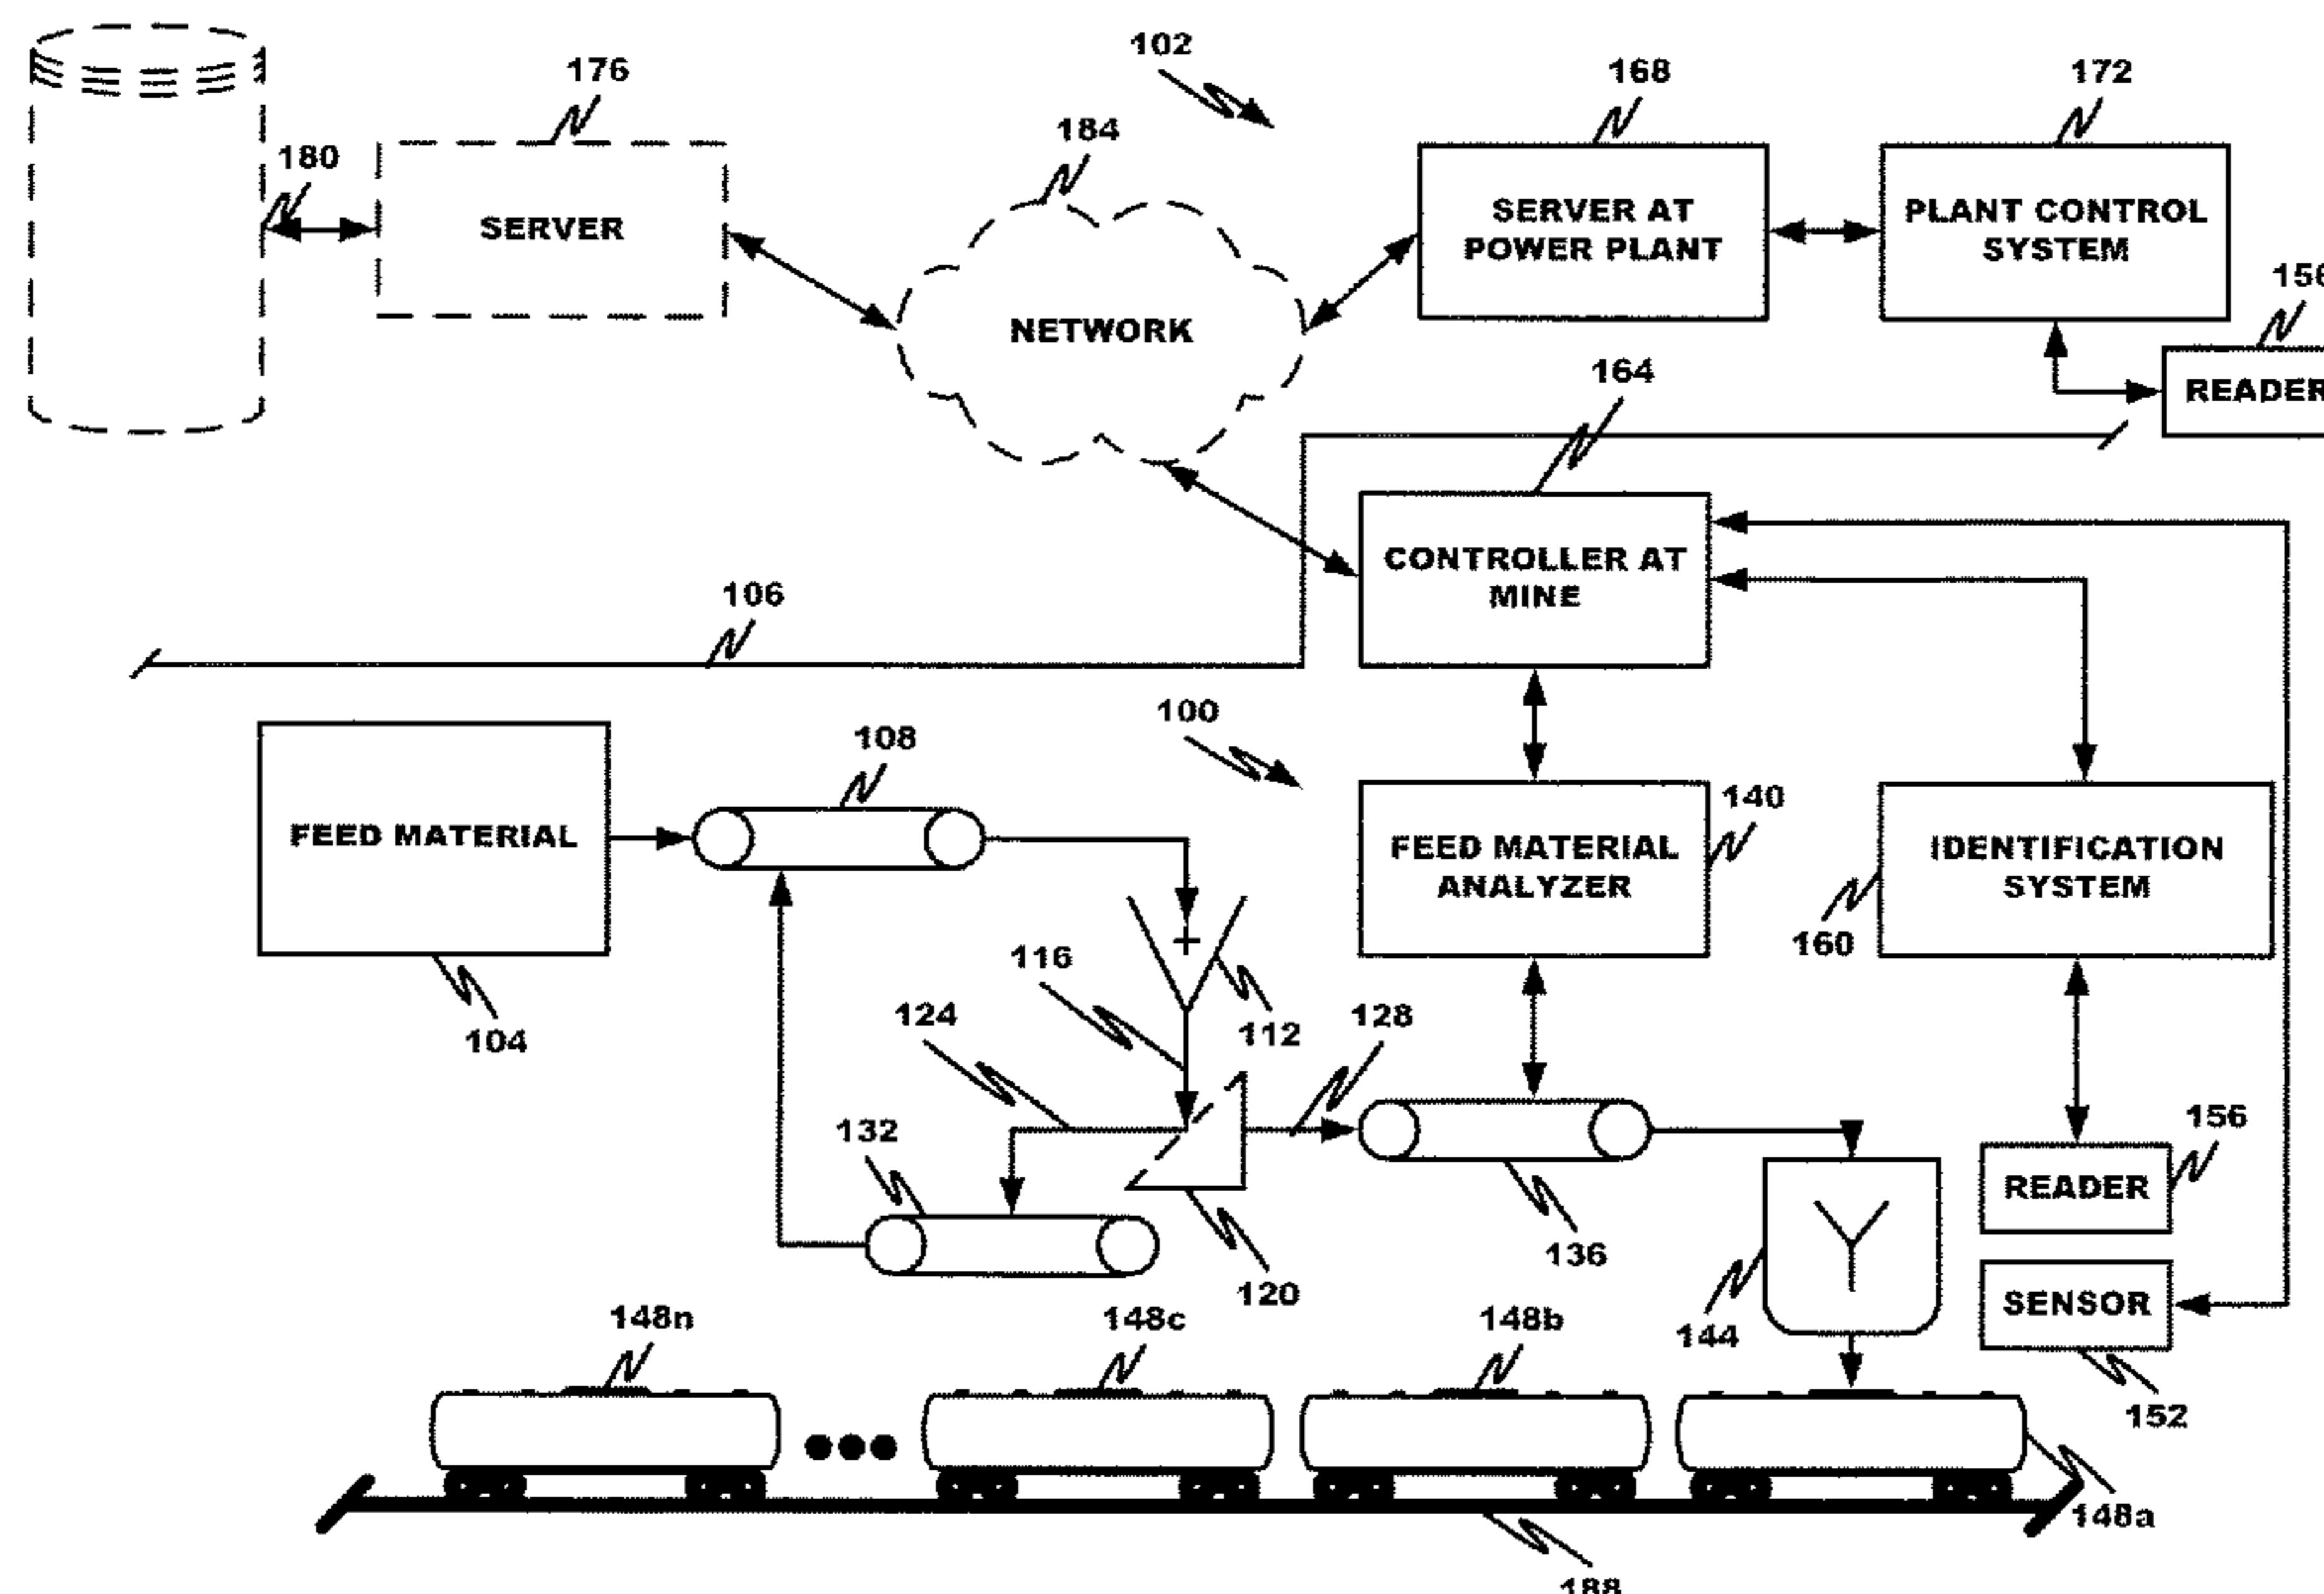 102
176
168
172
184
180
SERVER
SERVER AT
POWER PLANT
PLANT CONTROL
SYSTEM
156
READER
NETWORK
164
CONTROLLER AT
MINE
106
100
108
140
FEED MATERIAL
FEED MATERIAL
ANALYZER
IDENTIFICATION
SYSTEM
160
116
+
112
124
128
104
132
156
READER
136
120
SENSOR
144
148n
148c
148b
152
148a
188